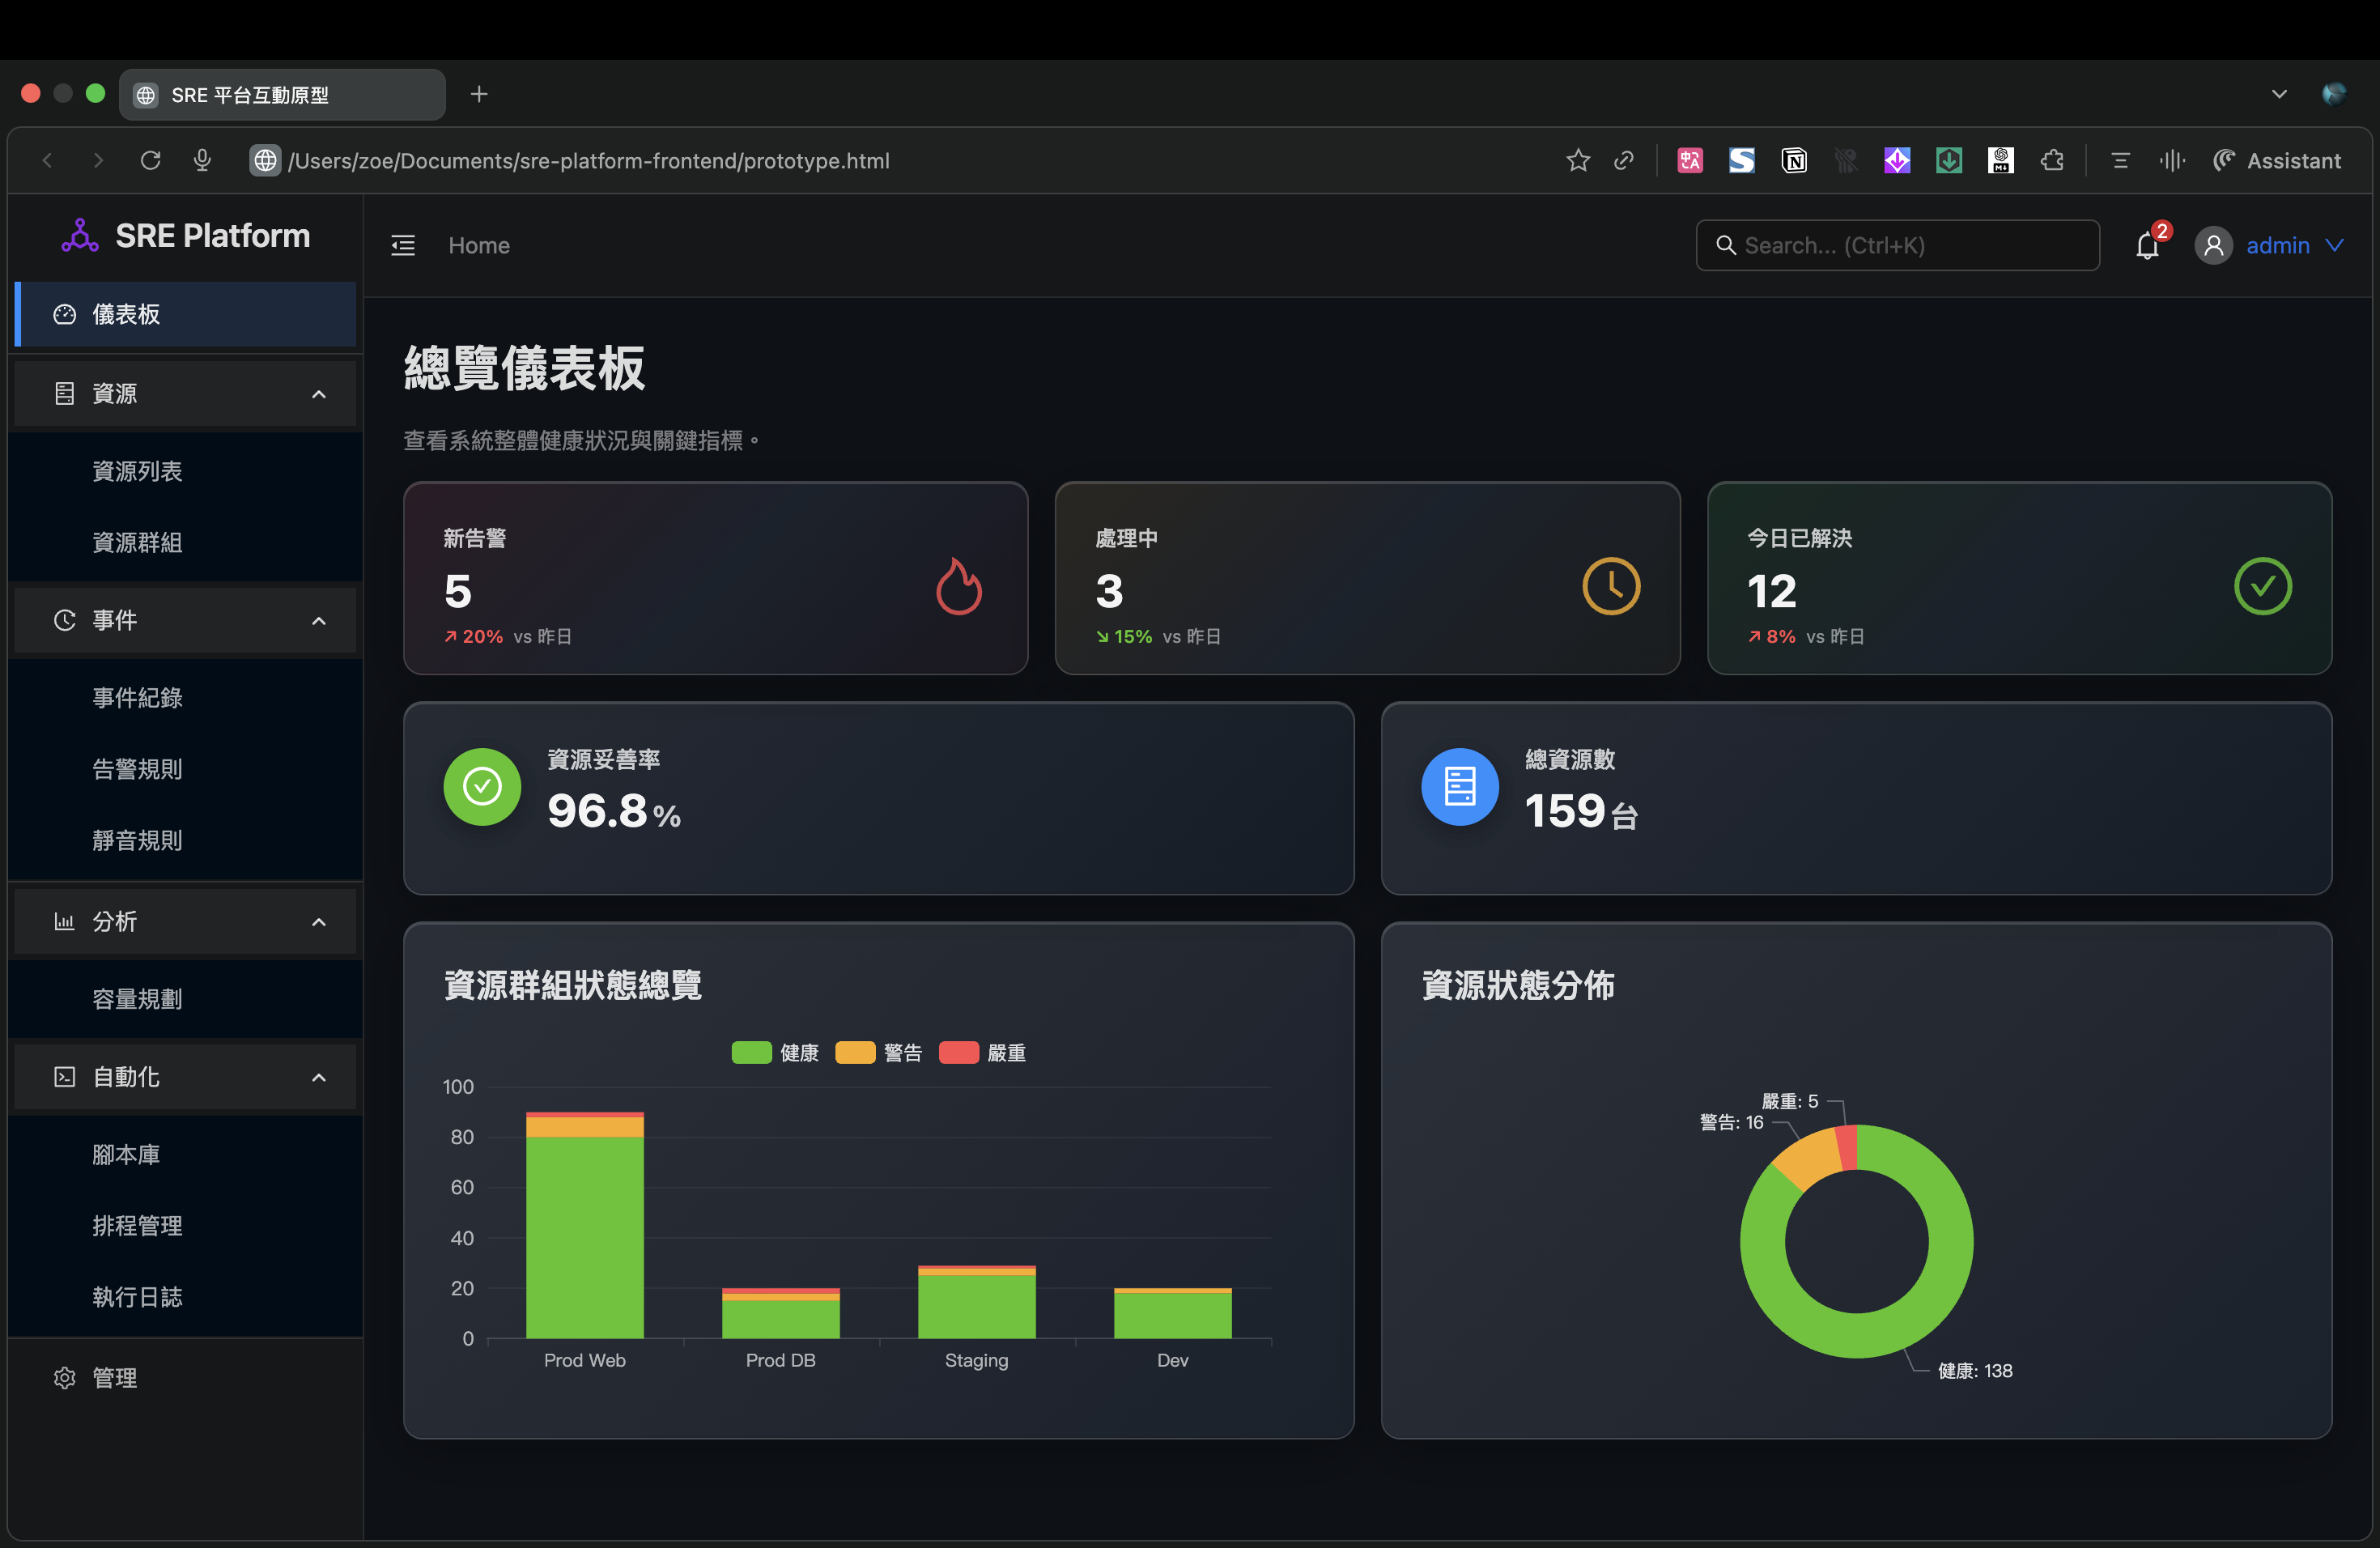 SRE 平台互動原型
/Users/zoe/Documents/sre-platform-frontend/prototype.html
Assistant
SRE Platform
Home
Search... (Ctrl+K)
2
admin
儀表板
資源
資源列表
資源群組
事件
事件紀錄
告警規則
靜音規則
分析
容量規劃
自動化
腳本庫
排程管理
執行日誌
管理
總覽儀表板
查看系統整體健康狀況與關鍵指標。
新告警
5
20% vs 昨日
處理中
3
15% vs 昨日
今日已解決
12
8% vs 昨日
資源妥善率
96.8%
總資源數
159台
資源群組狀態總覽
健康 警告 嚴重
100
80
60
40
20
0
Prod Web Prod DB Staging Dev
資源狀態分佈
嚴重: 5
警告: 16
健康: 138